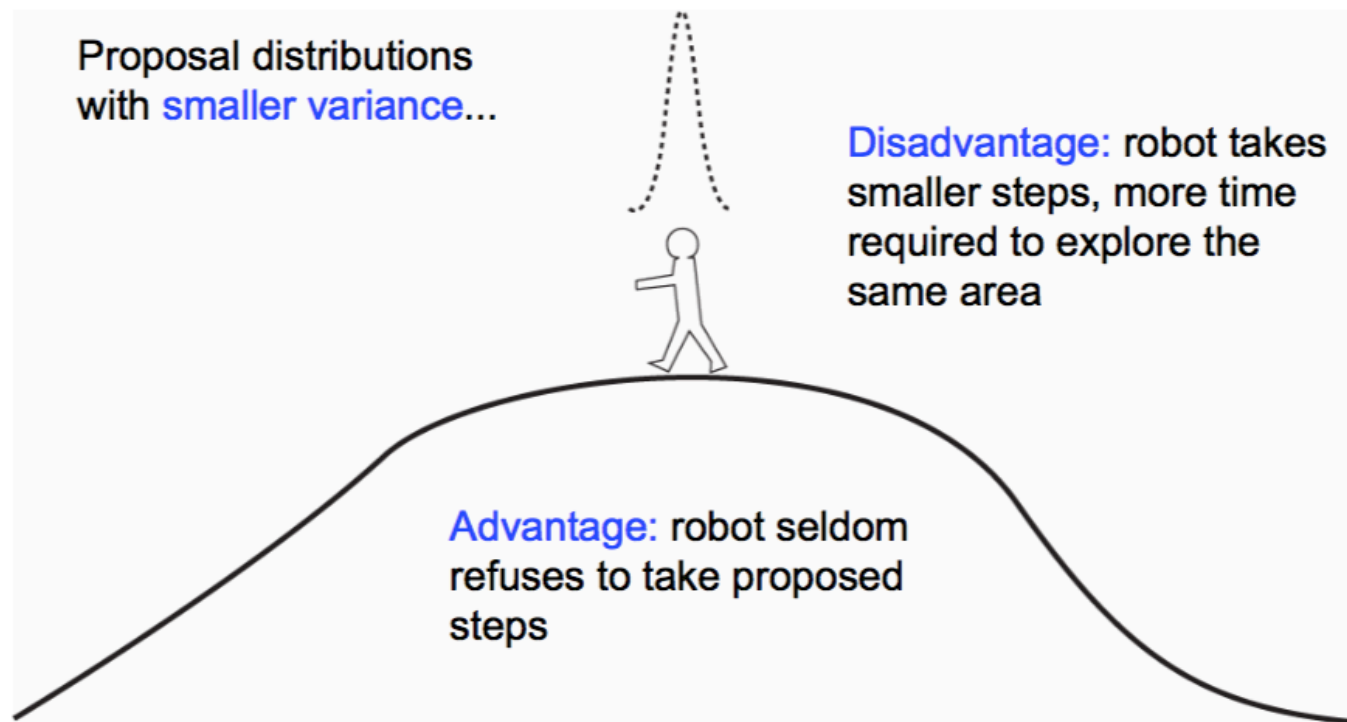 Proposal distributions
with smaller variance...
Disadvantage: robot takes
smaller steps, more time
required to explore the
same area
Advantage: robot seldom
refuses to take proposed
steps